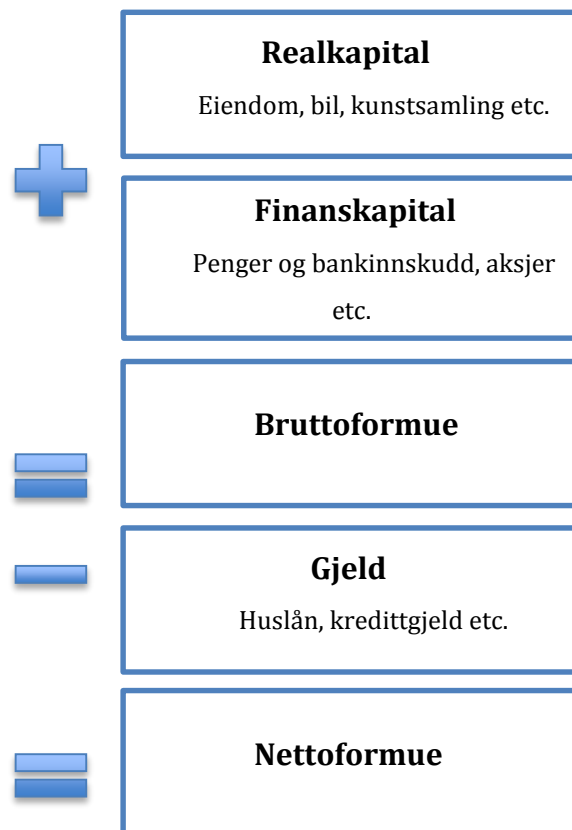 Realkapital
Eiendom, bil, kunstsamling etc.
Finanskapital
Penger og bankinnskudd, aksjer
etc.
Bruttoformue
Gjeld
Huslån, kredittgjeld etc.
Nettoformue